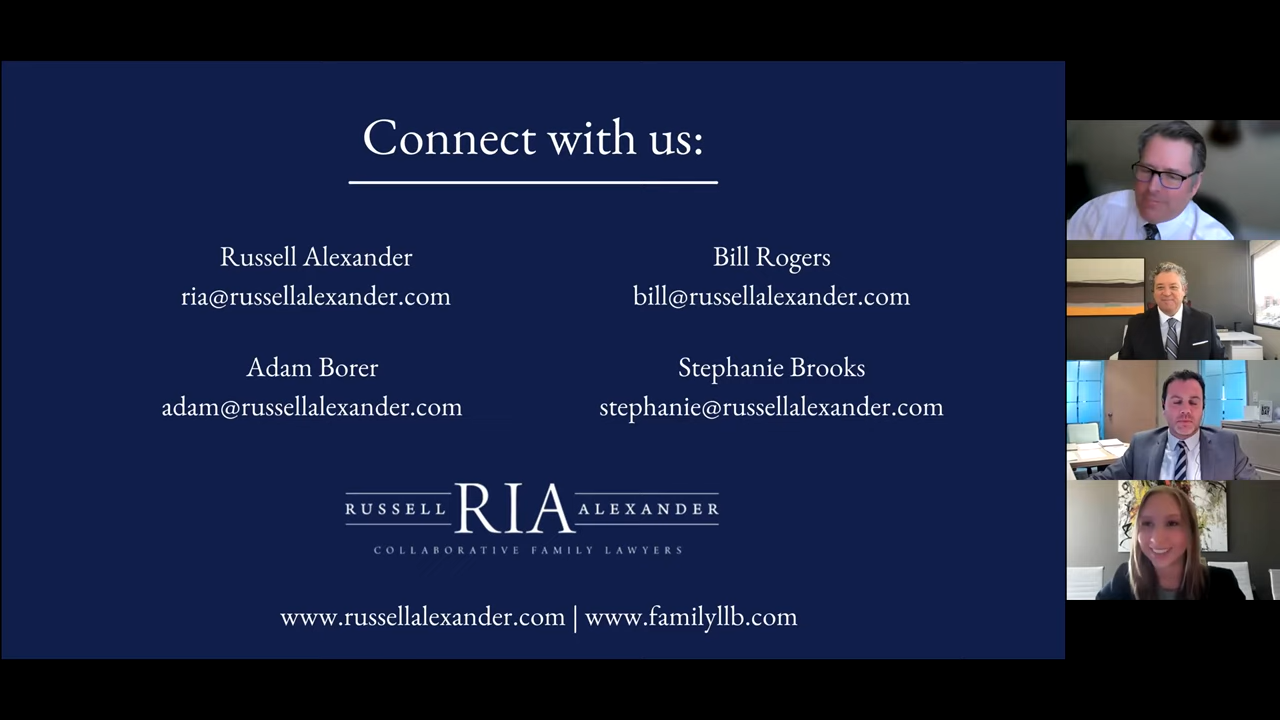 Connect with us:
Russell Alexander
ria@russellalexander.com
Bill Rogers
bill@russellalexander.com
Adam Borer
adam@russellalexander.com
Stephanie Brooks
stephanie@russellalexander.com
RUSSELL RIA ALEXANDER
COLLABORATIVE FAMILY LAWYERS
www.russellalexander.com | www.familyllb.com